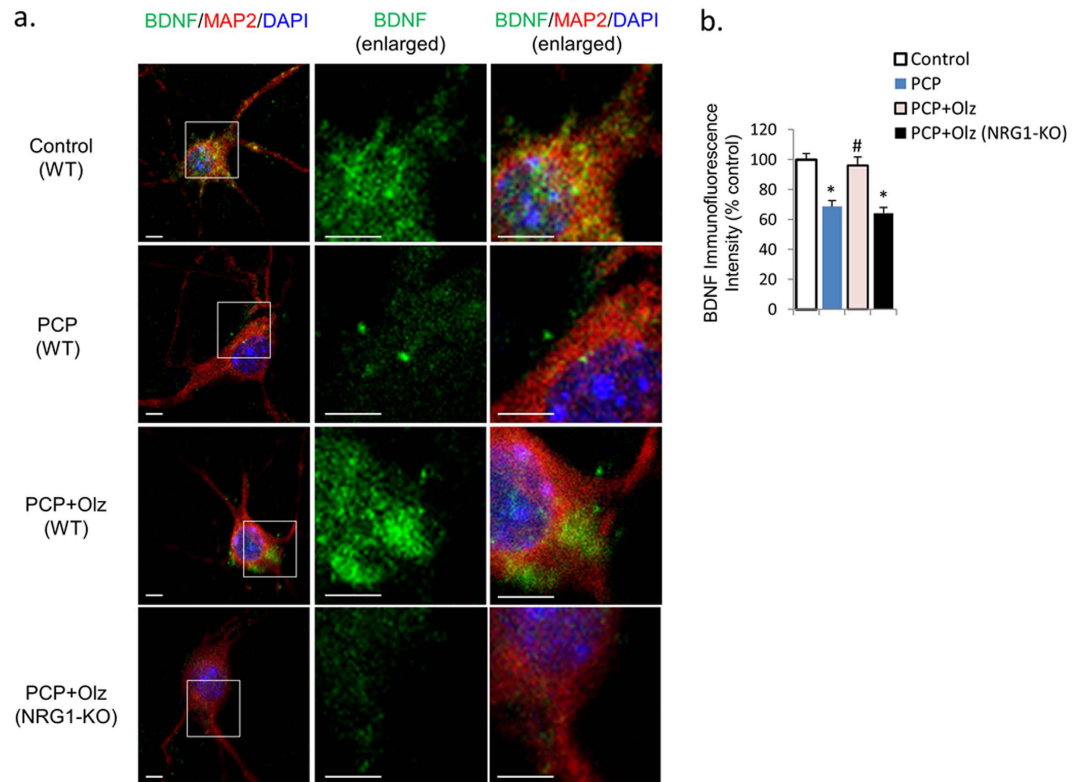 a.
BDNF/MAP2/DAPI
BDNF
(enlarged)
BDNF/MAP2/DAPI
(enlarged)
Control
(WT)
PCP
(WT)
PCP+Olz
(WT)
PCP+Olz
(NRG1-KO)
b.
Control
PCP
PCP+Olz
PCP+Olz (NRG1-KO)
BDNF Immunofluorescence
Intensity (% control)
120
100
80
60
40
20
0
*
#
*